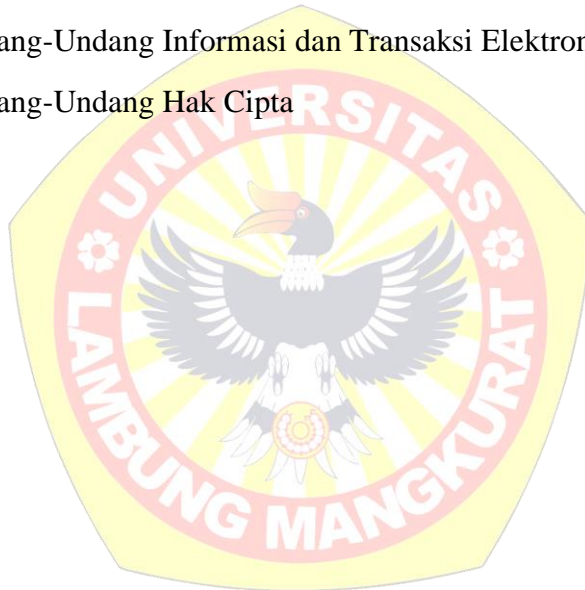 ang-Undang Informasi dan Transaksi Elektron
ang-Undang Hak Cipta
UNIVERSITAS
LAMBUNG MANGKURAT